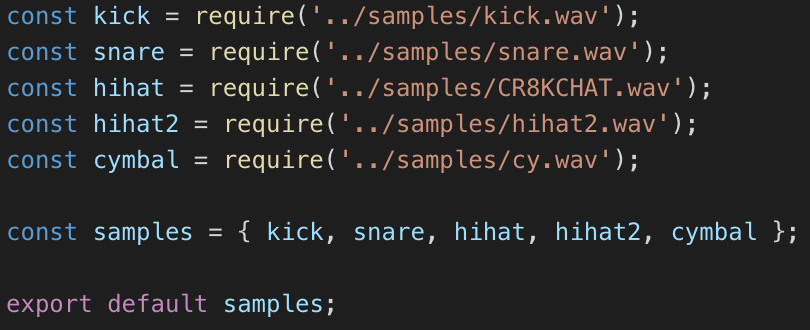 const kick = require('../samples/kick.wav');
const snare = require('../samples/snare.wav');
const hihat = require('../samples/CR8KCHAT.wav');
const hihat2 = require('../samples/hihat2.wav');
const cymbal = require('../samples/cy.wav');
const samples = { kick, snare, hihat, hihat2, cymbal };
export default samples;